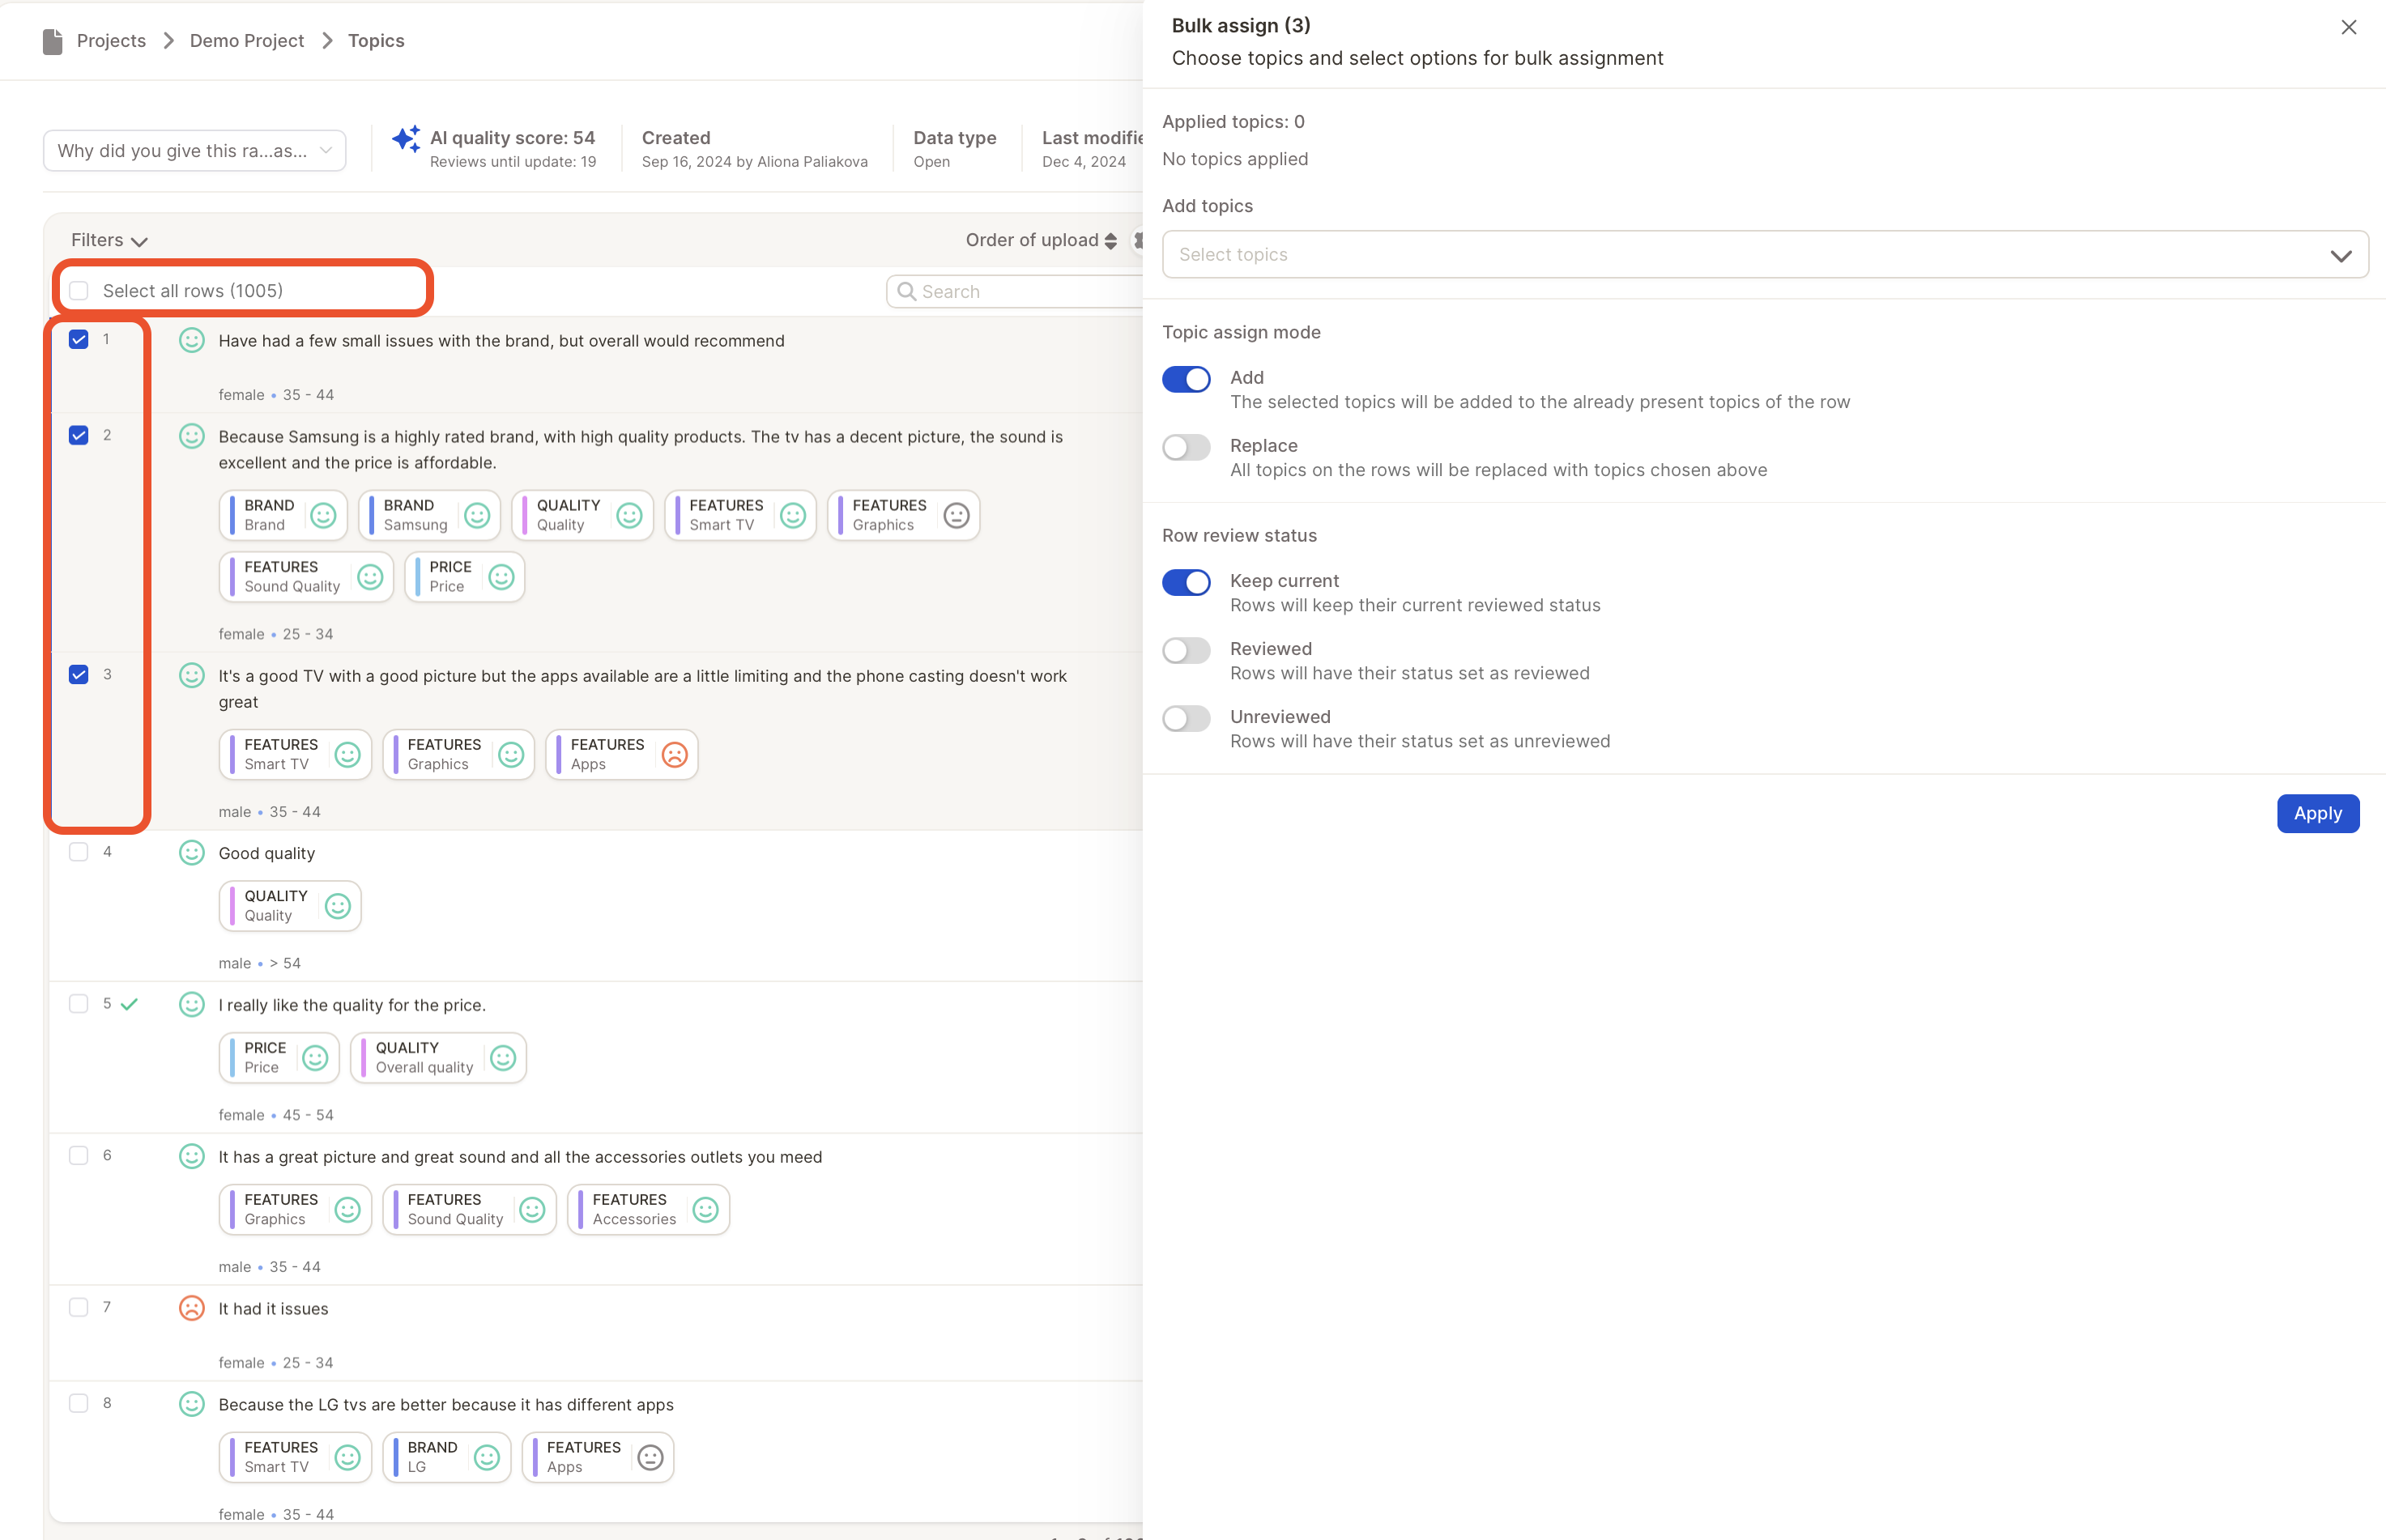 Projects > Demo Project > Topics
Why did you give this ra...as...
AI quality score: 54
Reviews until update: 19
Created
Sep 16, 2024 by Aliona Paliakova
Data type
Open
Last modifie
Dec 4, 2024
Filters
Order of upload
Select all rows (1005)
Search
1
Have had a few small issues with the brand, but overall would recommend
female • 35 - 44
2
Because Samsung is a highly rated brand, with high quality products. The tv has a decent picture, the sound is
excellent and the price is affordable.
BRAND
Brand
BRAND
Samsung
QUALITY
Quality
FEATURES
Smart TV
FEATURES
Graphics
FEATURES
Sound Quality
PRICE
Price
female • 25 - 34
3
It's a good TV with a good picture but the apps available are a little limiting and the phone casting doesn't work
great
FEATURES
Smart TV
FEATURES
Graphics
FEATURES
Apps
male • 35 - 44
4
Good quality
QUALITY
Quality
male • > 54
5
I really like the quality for the price.
PRICE
Price
QUALITY
Overall quality
female • 45 - 54
6
It has a great picture and great sound and all the accessories outlets you meed
FEATURES
Graphics
FEATURES
Sound Quality
FEATURES
Accessories
male • 35 - 44
7
It had it issues
female • 25 - 34
8
Because the LG tvs are better because it has different apps
FEATURES
Smart TV
BRAND
LG
FEATURES
Apps
female • 35 - 44
Bulk assign (3)
Choose topics and select options for bulk assignment
Applied topics: 0
No topics applied
Add topics
Select topics
Topic assign mode
Add
The selected topics will be added to the already present topics of the row
Replace
All topics on the rows will be replaced with topics chosen above
Row review status
Keep current
Rows will keep their current reviewed status
Reviewed
Rows will have their status set as reviewed
Unreviewed
Rows will have their status set as unreviewed
Apply